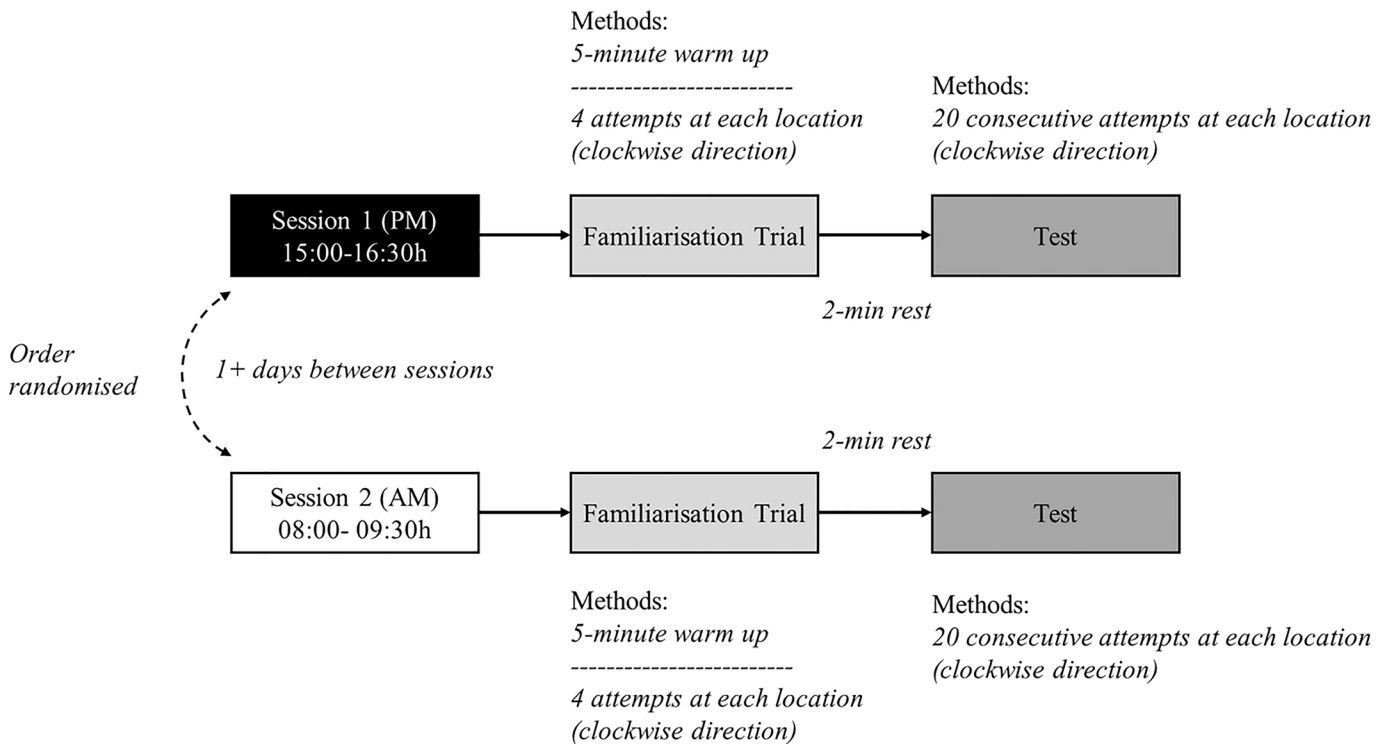 Methods:
5-minute warm up
-------------------------
4 attempts at each location
(clockwise direction)
Methods:
20 consecutive attempts at each location
(clockwise direction)
Session 1 (PM)
15:00-16:30h
Familiarisation Trial
Test
2-min rest
Order
randomised
1+ days between sessions
2-min rest
Session 2 (AM)
08:00- 09:30h
Familiarisation Trial
Test
Methods:
5-minute warm up
-------------------------
4 attempts at each location
(clockwise direction)
Methods:
20 consecutive attempts at each location
(clockwise direction)